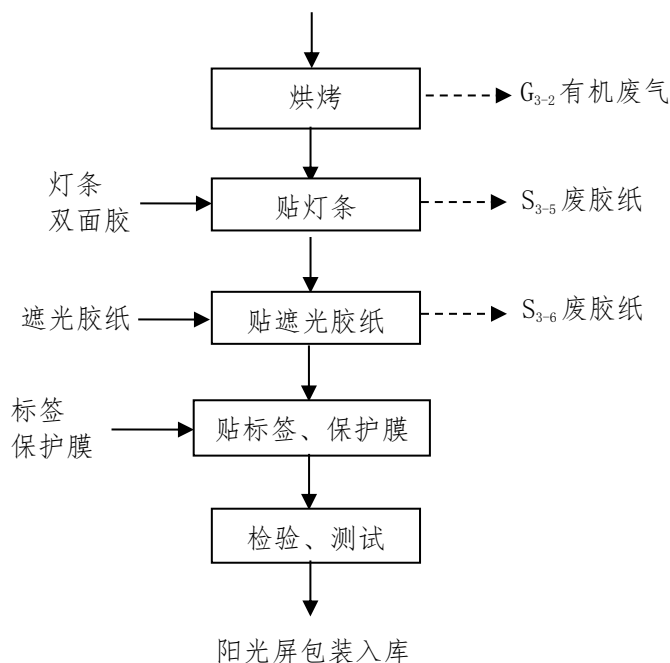 烘烤
G3-2 有机废气
灯条
双面胶
贴灯条
S3-5 废胶纸
遮光胶纸
贴遮光胶纸
S3-6 废胶纸
标签
保护膜
贴标签、保护膜
检验、测试
阳光屏包装入库